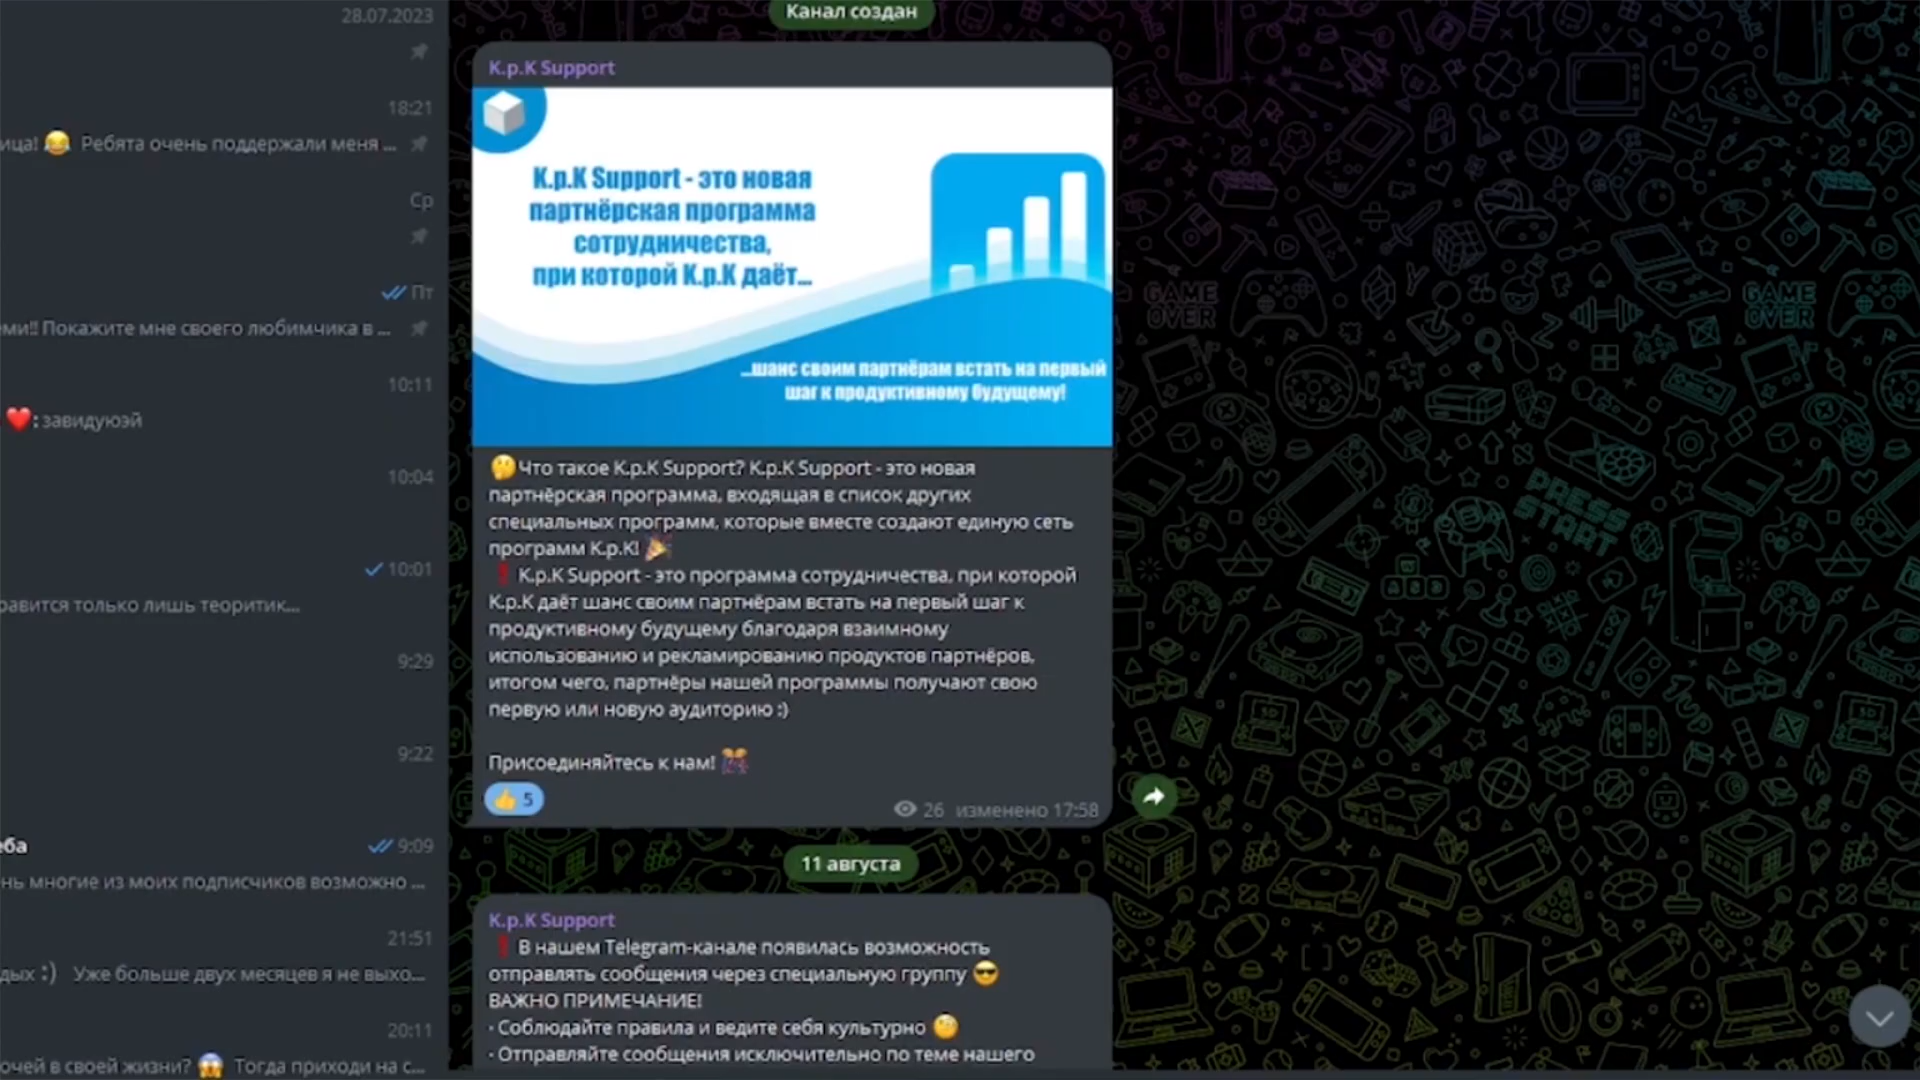 28.07.2023
18:21
ица! 😂 Ребята очень поддержали меня ...
Ср
Пт
еми!! Покажите мне своего любимчика в ...
10:11
❤️: завидуюэй
10:04
10:01
равится только лишь теоритик...
9:29
9:22
еба
9:09
нь многие из моих подписчиков возможно ...
21:51
дых :) Уже больше двух месяцев я не выхо...
20:11
очей в своей жизни? 😱 Тогда приходи на с...
Канал создан
K.p.K Support
K.p.K Support - это новая
партнёрская программа
сотрудничества,
при которой K.p.K даёт...
...шанс своим партнёрам встать на первый
шаг к продуктивному будущему!
🤔Что такое K.p.K Support? K.p.K Support - это новая
партнёрская программа, входящая в список других
специальных программ, которые вместе создают единую сеть
программ K.p.K! 🎉
❗ K.p.K Support - это программа сотрудничества, при которой
K.p.K даёт шанс своим партнёрам встать на первый шаг к
продуктивному будущему благодаря взаимному
использованию и рекламированию продуктов партнёров,
итогом чего, партнёры нашей программы получают свою
первую или новую аудиторию :)
Присоединяйтесь к нам! 🎊
👍 5
26 изменено 17:58
11 августа
K.p.K Support
❗ В нашем Telegram-канале появилась возможность
отправлять сообщения через специальную группу 😎
ВАЖНО ПРИМЕЧАНИЕ!
· Соблюдайте правила и ведите себя культурно 🧐
· Отправляйте сообщения исключительно по теме нашего
GAME
OVER
GAME
OVER
PRESS
START